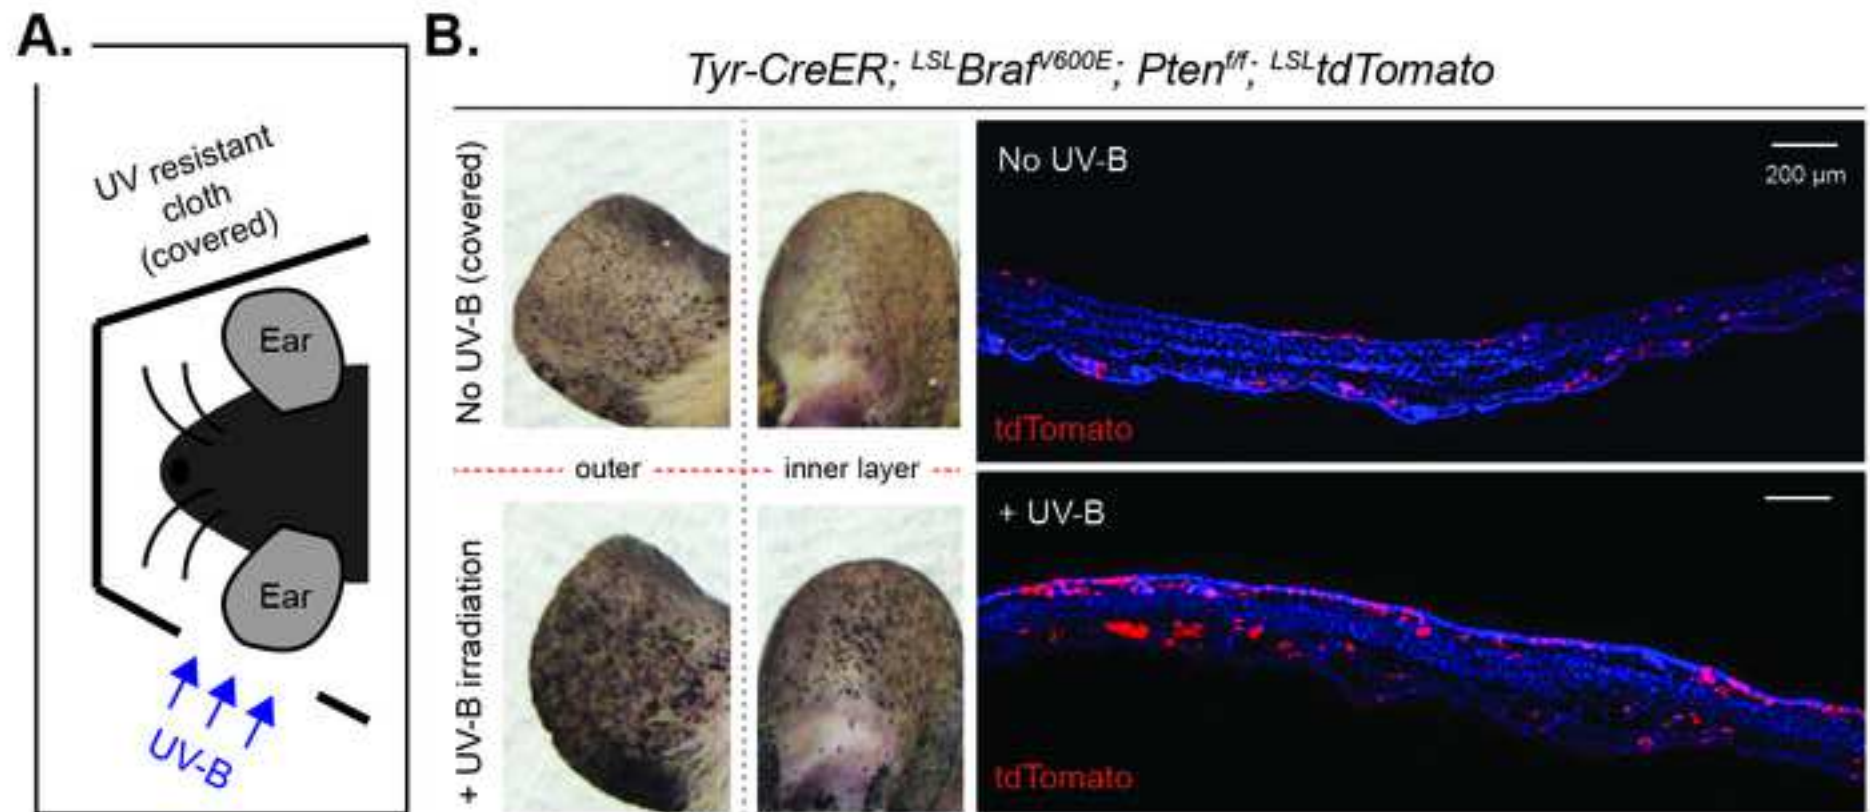 A.
UV resistant
cloth
(covered)
Ear
Ear
UV-B
B.
Tyr-CreER; LSLBrafV600E; Ptenf/f; LSLtdTomato
No UV-B (covered)
outer
inner layer
+ UV-B irradiation
No UV-B
200 µm
tdTomato
+ UV-B
tdTomato